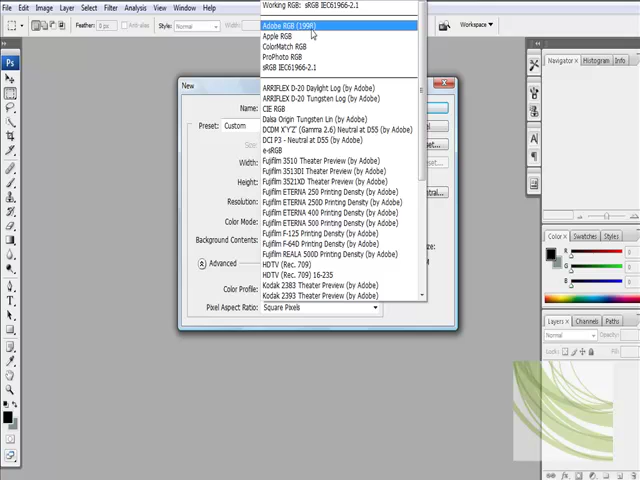 Working RGB: sRGB IEC61966-2.1
File Edit Image Layer Select Filter Analysis View Window Help
Feather: 0 px
Style: Normal
Width:
Workspace
Adobe RGB (1998)
Apple RGB
ColorMatch RGB
ProPhoto RGB
sRGB IEC61966-2.1
ARRIFLEX D-20 Daylight Log (by Adobe)
ARRIFLEX D-20 Tungsten Log (by Adobe)
CIE RGB
Dalsa Origin Tungsten Lin (by Adobe)
DCDM X'Y'Z' (Gamma 2.6) Neutral at D55 (by Adobe)
DCI P3 - Neutral at D55 (by Adobe)
e-sRGB
Fujifilm 3510 Theater Preview (by Adobe)
Fujifilm 3513DI Theater Preview (by Adobe)
Fujifilm 3521XD Theater Preview (by Adobe)
Fujifilm ETERNA 250 Printing Density (by Adobe)
Fujifilm ETERNA 250D Printing Density (by Adobe)
Fujifilm ETERNA 400 Printing Density (by Adobe)
Fujifilm ETERNA 500 Printing Density (by Adobe)
Fujifilm F-125 Printing Density (by Adobe)
Fujifilm F-64D Printing Density (by Adobe)
Fujifilm REALA 500D Printing Density (by Adobe)
HDTV (Rec. 709)
HDTV (Rec. 709) 16-235
Kodak 2383 Theater Preview (by Adobe)
Kodak 2393 Theater Preview (by Adobe)
Ps
New
Name:
Preset: Custom
Size:
Width:
Height:
Resolution:
Color Mode:
Background Contents:
Advanced
Color Profile:
Pixel Aspect Ratio: Square Pixels
Navigator Histogram Info
Color Swatches Styles
R
G
B
Layers Channels Paths
Normal Opacity:
Lock: Fill: